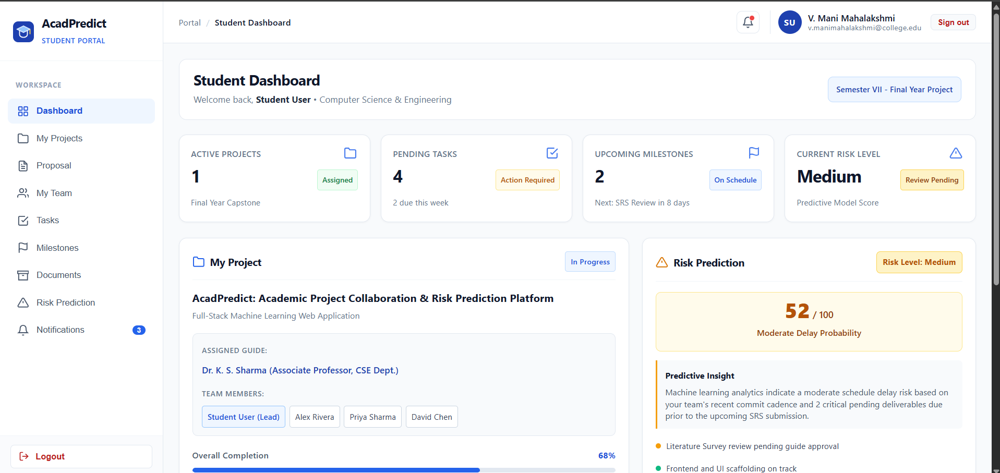 AcadPredict
STUDENT PORTAL
WORKSPACE
Dashboard
My Projects
Proposal
My Team
Tasks
Milestones
Documents
Risk Prediction
Notifications 3
Logout
Portal / Student Dashboard
SU
V. Mani Mahalakshmi
v.manimahalakshmi@college.edu
Sign out
Student Dashboard
Welcome back, Student User • Computer Science & Engineering
Semester VII - Final Year Project
ACTIVE PROJECTS
1
Assigned
Final Year Capstone
PENDING TASKS
4
Action Required
2 due this week
UPCOMING MILESTONES
2
On Schedule
Next: SRS Review in 8 days
CURRENT RISK LEVEL
Medium
Review Pending
Predictive Model Score
My Project
In Progress
AcadPredict: Academic Project Collaboration & Risk Prediction Platform
Full-Stack Machine Learning Web Application
ASSIGNED GUIDE:
Dr. K. S. Sharma (Associate Professor, CSE Dept.)
TEAM MEMBERS:
Student User (Lead) Alex Rivera Priya Sharma David Chen
Overall Completion 68%
Risk Prediction
Risk Level: Medium
52 / 100
Moderate Delay Probability
Predictive Insight
Machine learning analytics indicate a moderate schedule delay risk based on
your team's recent commit cadence and 2 critical pending deliverables due
prior to the upcoming SRS submission.
Literature Survey review pending guide approval
Frontend and UI scaffolding on track